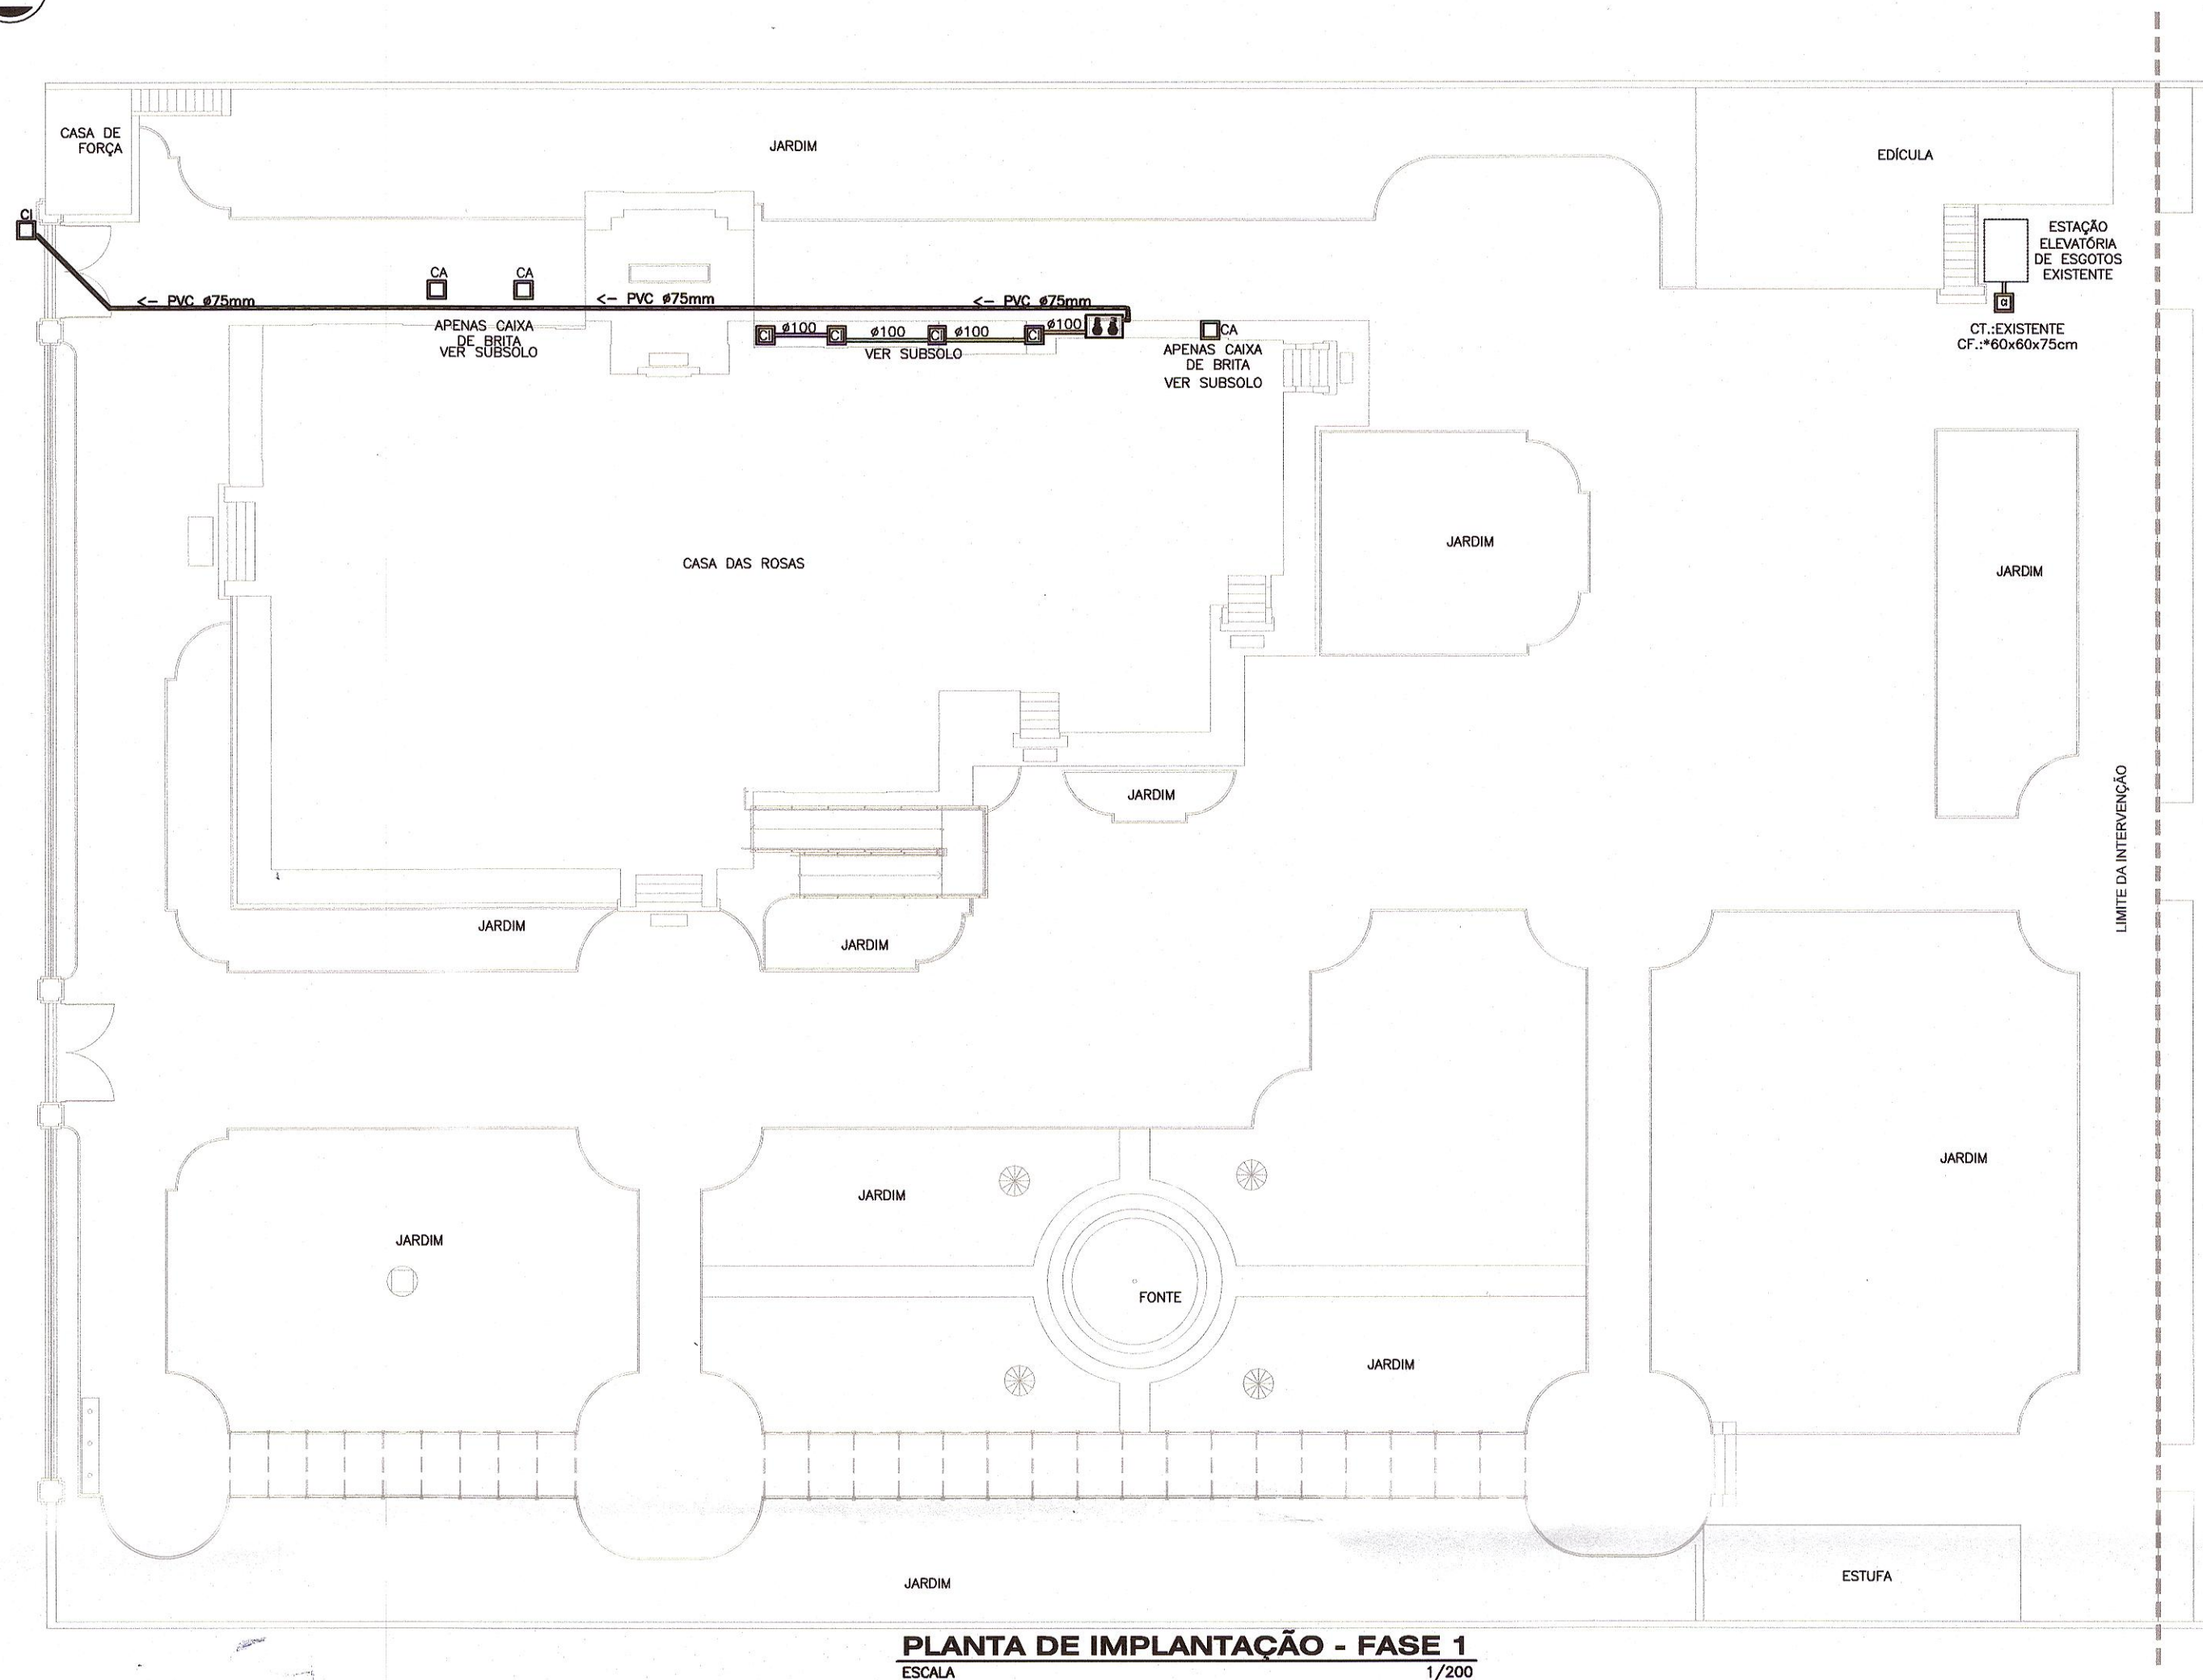 CASA DE
FORÇA
JARDIM
EDÍCULA
CI
ESTAÇÃO
ELEVATÓRIA
DE ESGOTOS
EXISTENTE
CI
CT.:EXISTENTE
CF.:*60x60x75cm
CA
CA
<- PVC ø75mm
<- PVC ø75mm
<- PVC ø75mm
APENAS CAIXA
DE BRITA
VER SUBSOLO
CI
ø100
CI
ø100
CI
ø100
CI
ø100
VER SUBSOLO
CA
APENAS CAIXA
DE BRITA
VER SUBSOLO
CASA DAS ROSAS
JARDIM
JARDIM
JARDIM
LIMITE DA INTERVENÇÃO
JARDIM
JARDIM
JARDIM
JARDIM
JARDIM
FONTE
JARDIM
JARDIM
ESTUFA
PLANTA DE IMPLANTAÇÃO - FASE 1
ESCALA 1/200